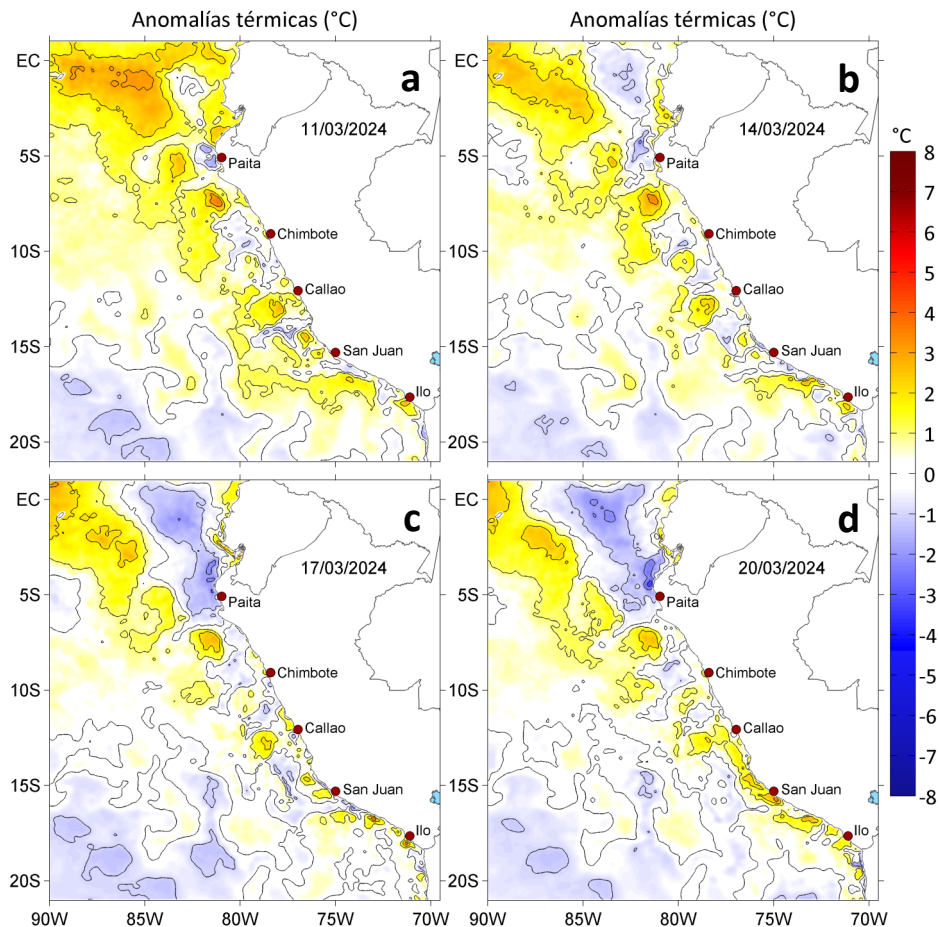 Anomalías térmicas (°C)
Anomalías térmicas (°C)
EC
a
11/03/2024
5S
Paita
10S
Chimbote
Callao
15S
San Juan
Ilo
20S
EC
b
14/03/2024
5S
Paita
10S
Chimbote
Callao
15S
San Juan
Ilo
20S
EC
c
17/03/2024
5S
Paita
10S
Chimbote
Callao
15S
San Juan
Ilo
20S
90W
85W
80W
75W
70W
EC
d
20/03/2024
5S
Paita
10S
Chimbote
Callao
15S
San Juan
Ilo
20S
90W
85W
80W
75W
70W
°C
8
7
6
5
4
3
2
1
0
-1
-2
-3
-4
-5
-6
-7
-8